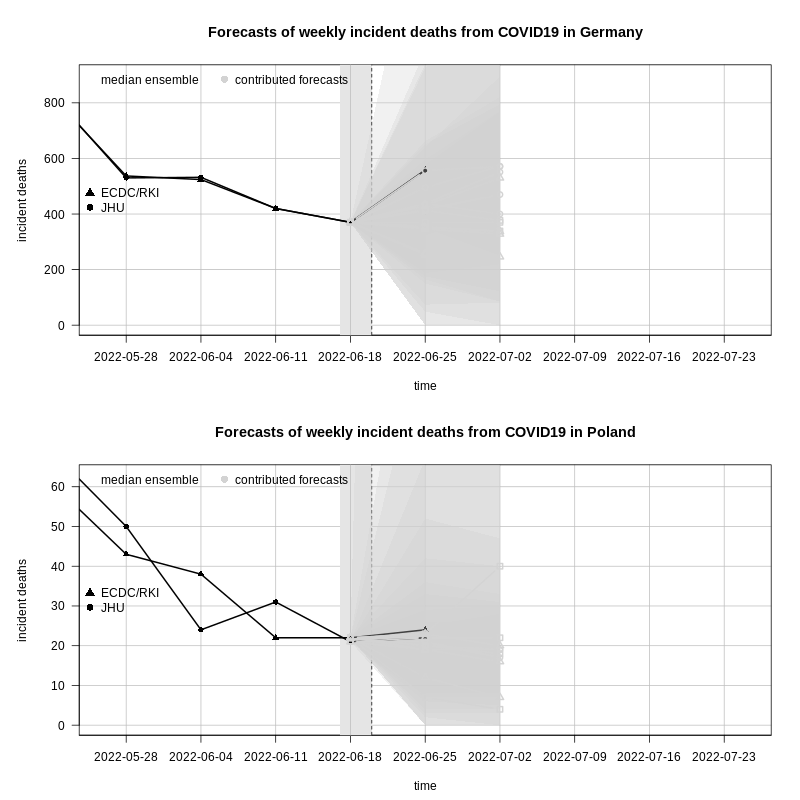 Forecasts of weekly incident deaths from COVID19 in Germany
median ensemble contributed forecasts
800
600
ECDC/RKI
JHU
400
200
0
incident deaths
2022-05-28 2022-06-04 2022-06-11 2022-06-18 2022-06-25 2022-07-02 2022-07-09 2022-07-16 2022-07-23
time
Forecasts of weekly incident deaths from COVID19 in Poland
median ensemble contributed forecasts
60
50
40
ECDC/RKI
30
JHU
20
10
0
incident deaths
2022-05-28 2022-06-04 2022-06-11 2022-06-18 2022-06-25 2022-07-02 2022-07-09 2022-07-16 2022-07-23
time